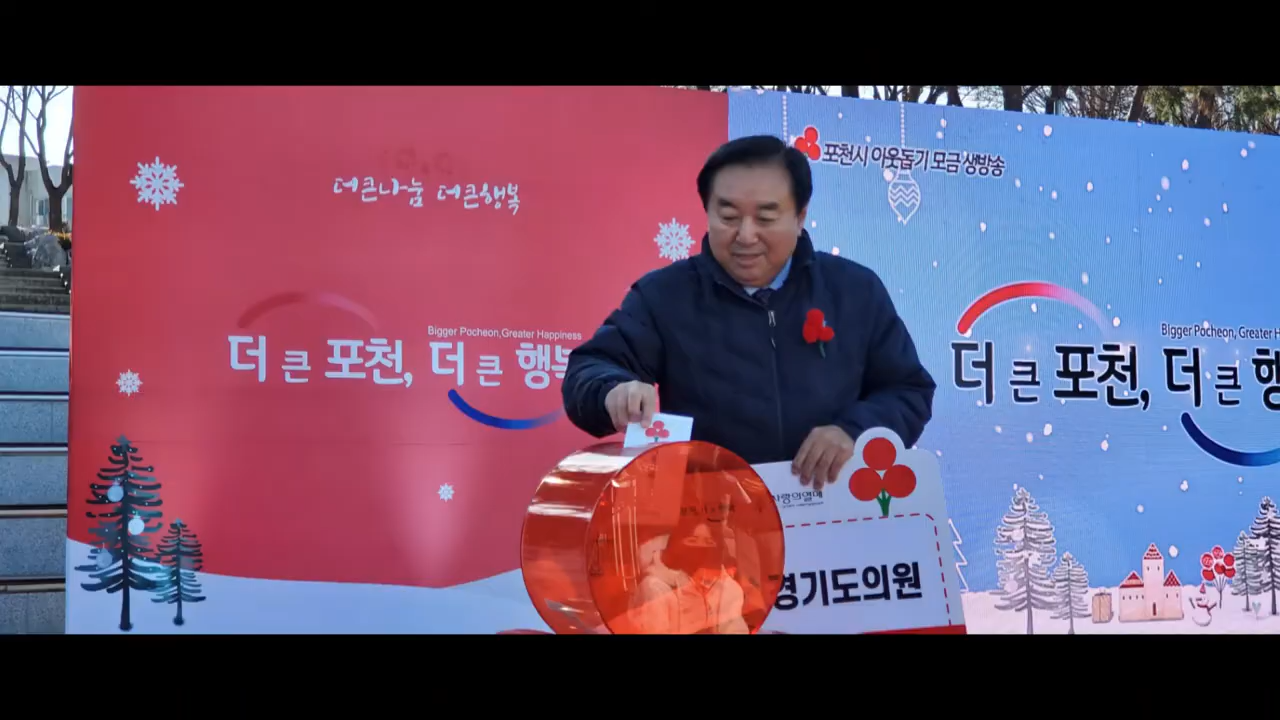 더큰나눔 더큰행복
Bigger Pocheon,Greater Happiness
더 큰 포천, 더 큰 행복
포천시 이웃돕기 모금 생방송
Bigger Pocheon, Greater
더 큰 포천, 더 큰
사랑의열매
경기도의원